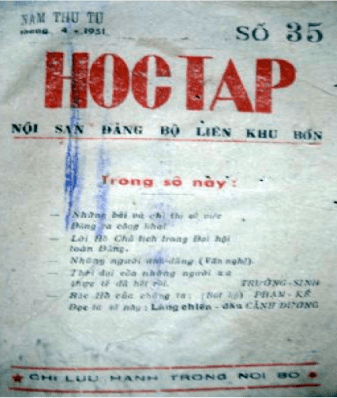 NĂM THỨ TƯ
tháng 4 - 1951
SỐ 35
HOC TAP
NỘI SAN ĐẢNG BỘ LIÊN KHU BỐN
Trong số này :
— Những bài và chỉ thị về việc
Đảng ra công khai
— Lời Hồ Chủ tịch trong Đại hội
toàn Đảng.
— Những người anh-dũng (Văn nghệ).
— Thời đại của những người xa
thực tế đã hết rồi. TRƯỜNG-SINH
— Bác Hồ của chúng ta: (bút ký) PHAM-KẾ
Đọc từ số này: Làng chiến-đấu CẢNH DƯƠNG
CHỈ LƯU HÀNH TRONG NỘI BỘ